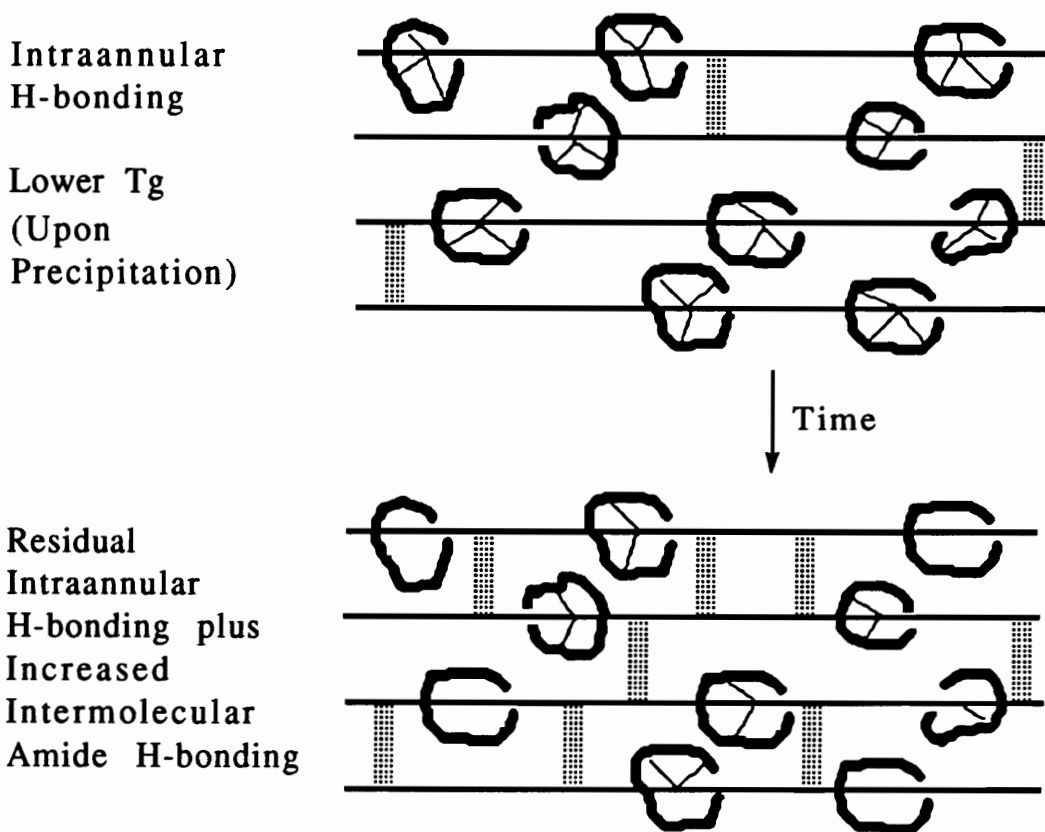 Intraannular
H-bonding
Lower Tg
(Upon
Precipitation)
Time
Residual
Intraannular
H-bonding plus
Increased
Intermolecular
Amide H-bonding